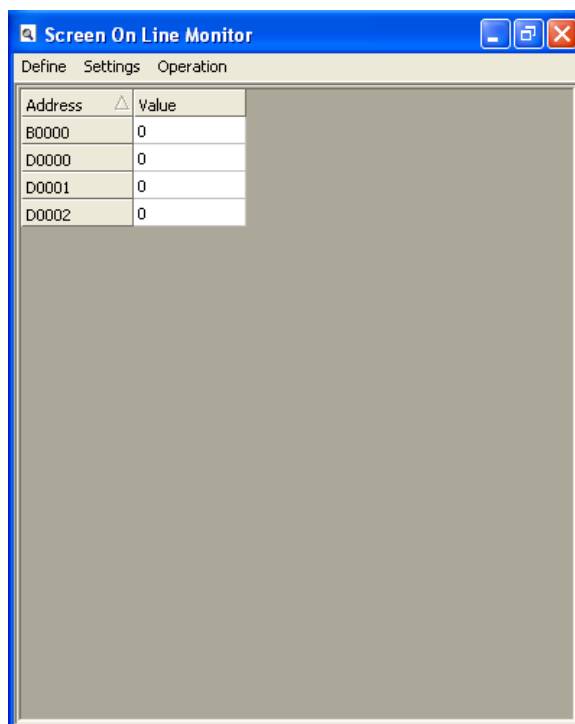 Screen On Line Monitor
Define Settings Operation
Address Value
B0000 0
D0000 0
D0001 0
D0002 0